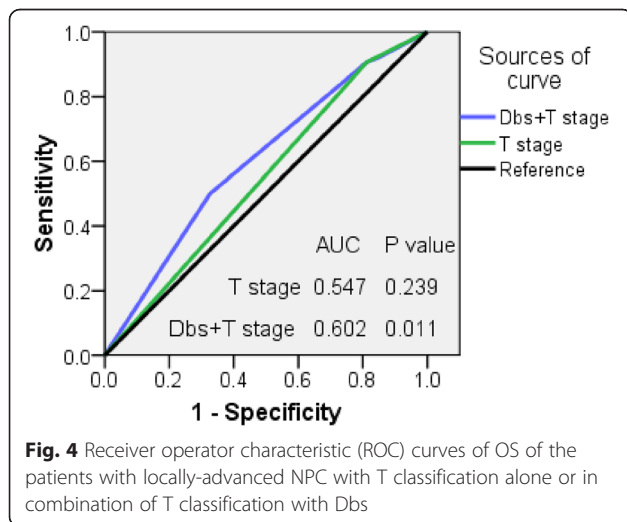 1.0
0.8
0.6
0.4
0.2
0.0
Sensitivity
0.0 0.2 0.4 0.6 0.8 1.0
1 - Specificity
Sources of
curve
Dbs+T stage
T stage
Reference
AUC P value
T stage 0.547 0.239
Dbs+T stage 0.602 0.011
Fig. 4 Receiver operator characteristic (ROC) curves of OS of the
patients with locally-advanced NPC with T classification alone or in
combination of T classification with Dbs